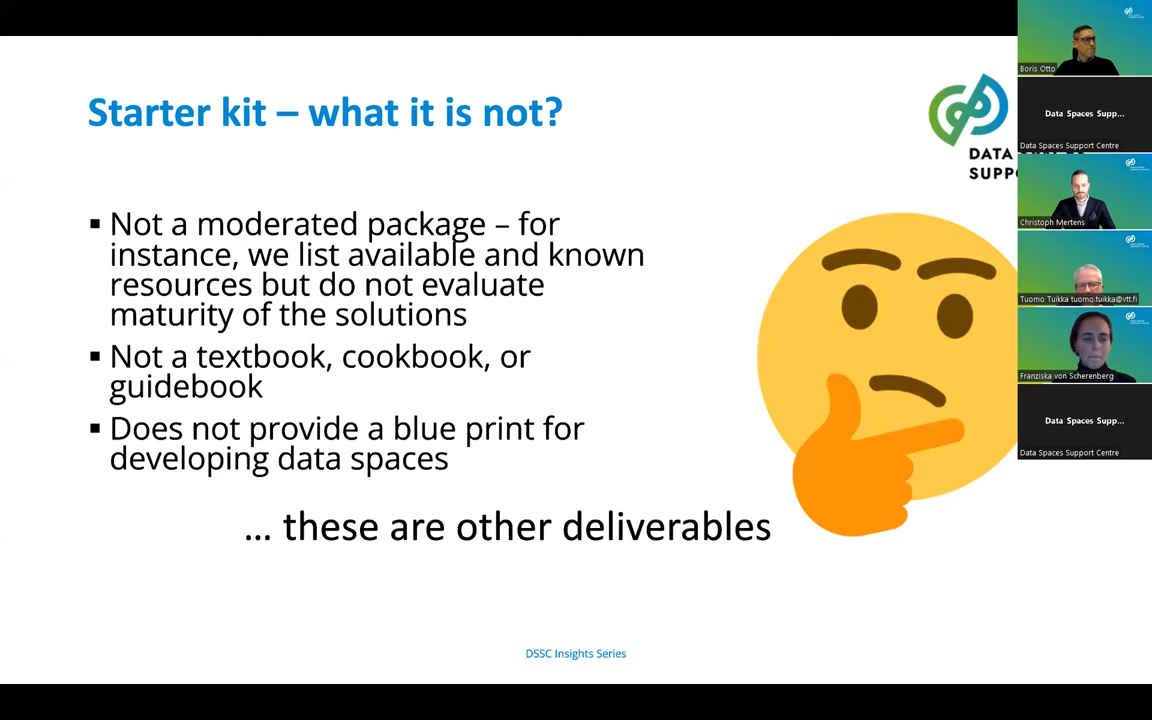 Starter kit – what it is not?
DATA
SUPP
▪ Not a moderated package – for
instance, we list available and known
resources but do not evaluate
maturity of the solutions
▪ Not a textbook, cookbook, or
guidebook
▪ Does not provide a blue print for
developing data spaces
... these are other deliverables
DSSC Insights Series
Boris Otto
Data Spaces Supp...
Data Spaces Support Centre
Christoph Mertens
Tuomo Tuikka tuomo.tuikka@vtt.fi
Franziska von Scherenberg
Data Spaces Supp...
Data Spaces Support Centre